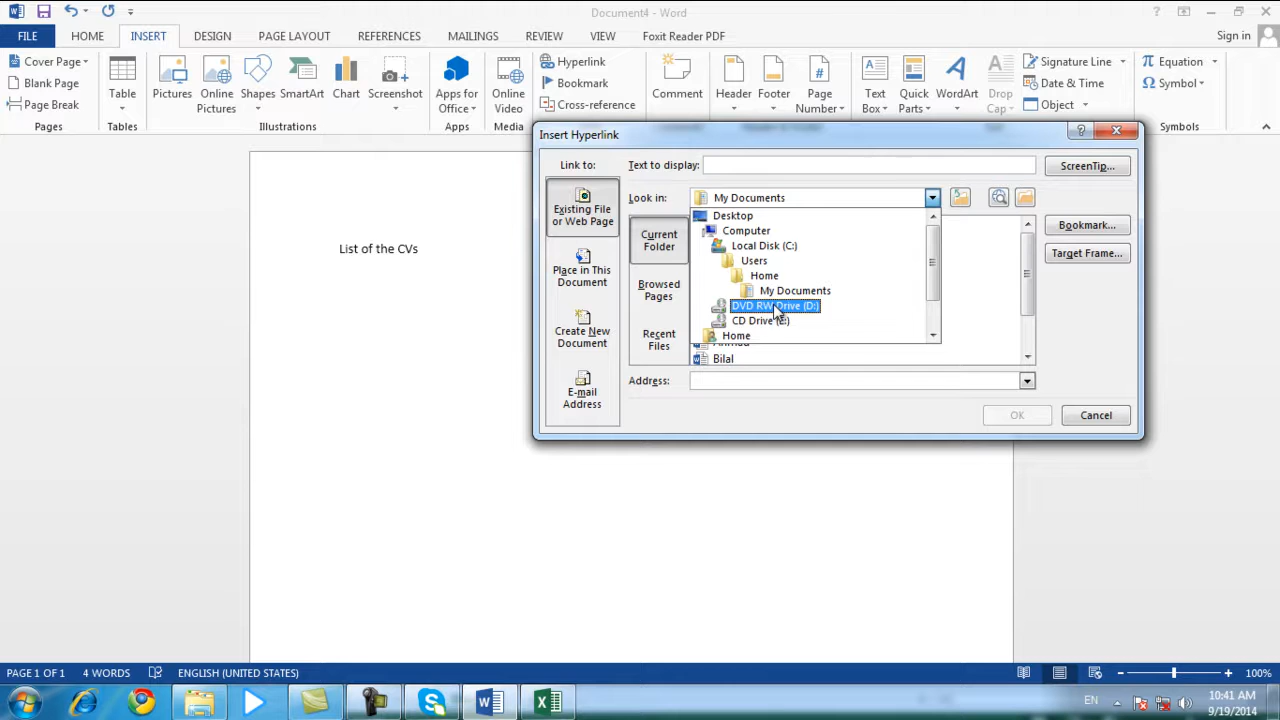 Document4 - Word
Sign in
FILE
HOME
INSERT
DESIGN
PAGE LAYOUT
REFERENCES
MAILINGS
REVIEW
VIEW
Foxit Reader PDF
Cover Page
Blank Page
Page Break
Pages
Table
Tables
Pictures
Online Pictures
Shapes
SmartArt
Chart
Screenshot
Illustrations
Apps for Office
Apps
Online Video
Media
Hyperlink
Bookmark
Cross-reference
Comment
Header
Footer
Page Number
Text Box
Quick Parts
WordArt
Drop Cap
Signature Line
Date & Time
Object
Equation
Symbol
Symbols
List of the CVs
Insert Hyperlink
Link to:
Text to display:
ScreenTip...
Existing File or Web Page
Place in This Document
Create New Document
E-mail Address
Look in:
My Documents
Current Folder
Browsed Pages
Recent Files
Desktop
Computer
Local Disk (C:)
Users
Home
My Documents
DVD RW Drive (D:)
CD Drive (E:)
Home
Bilal
Bookmark...
Target Frame...
Address:
OK
Cancel
PAGE 1 OF 1
4 WORDS
ENGLISH (UNITED STATES)
100%
EN
10:41 AM
9/19/2014